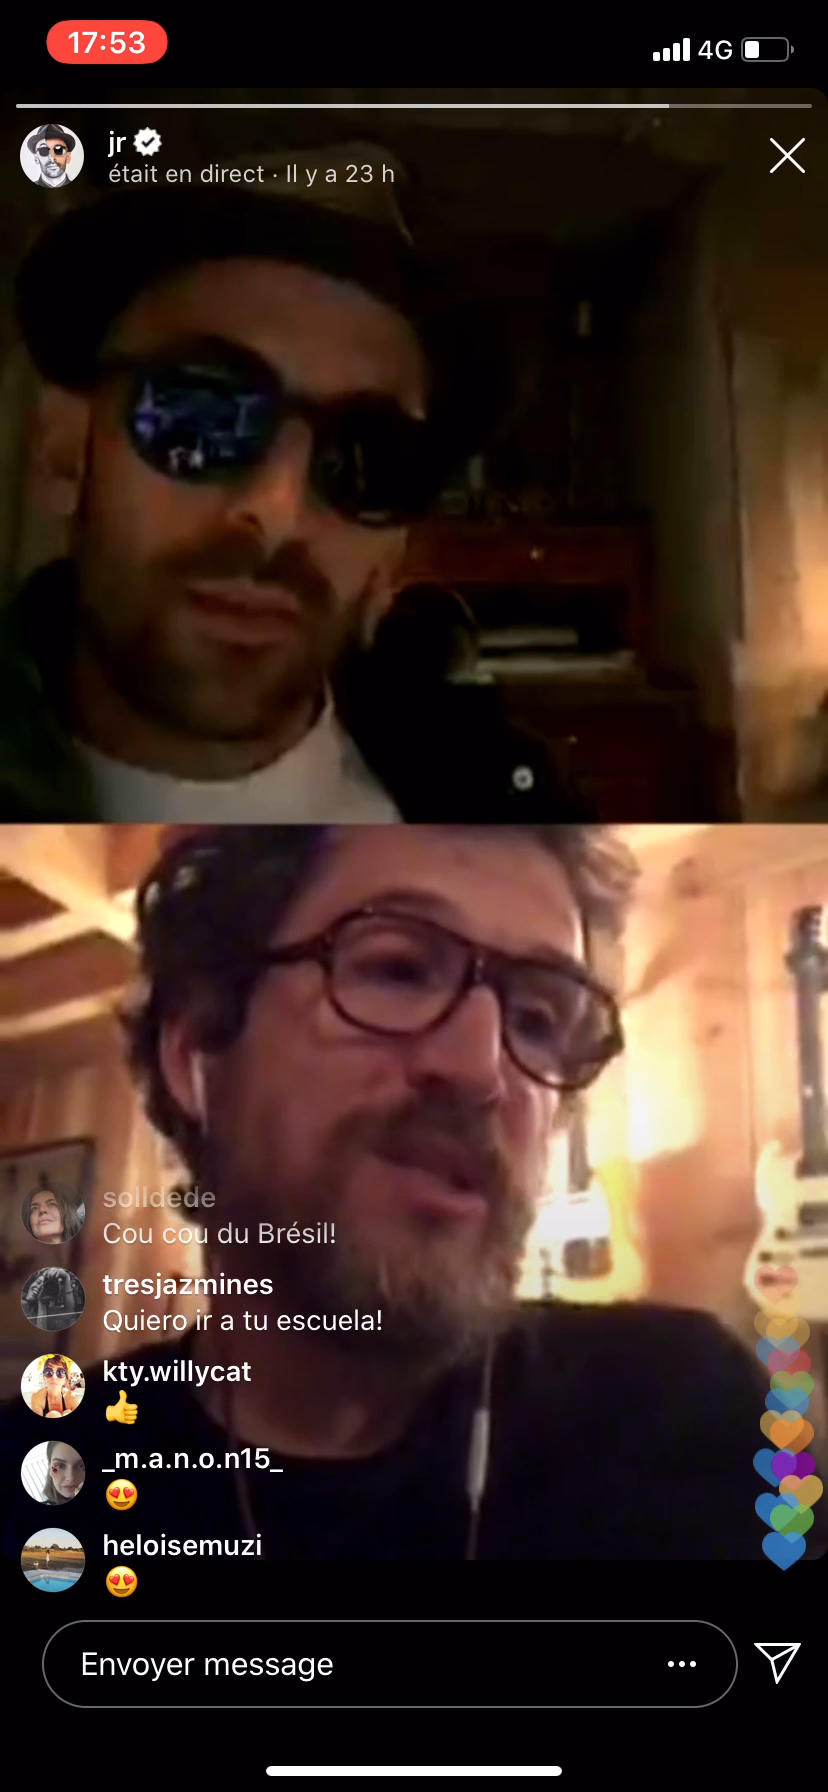 17:53
4G
jr
était en direct · Il y a 23 h
solldede
Cou cou du Brésil!
tresjazmines
Quiero ir a tu escuela!
kty.willycat
👍
_m.a.n.o.n15_
😍
heloisemuzi
😍
Envoyer message